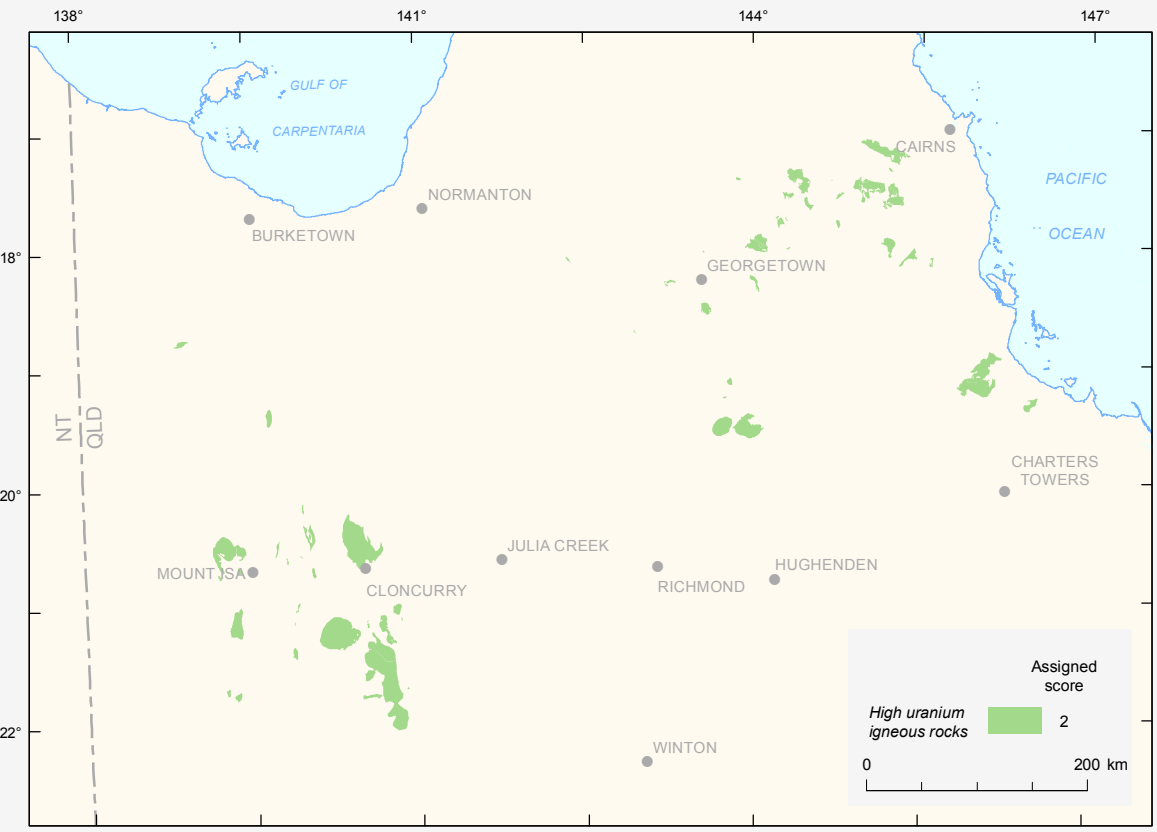 138°
141°
144°
147°
GULF OF
CARPENTARIA
CAIRNS
PACIFIC
NORMANTON
BURKETOWN
OCEAN
18°
GEORGETOWN
NT
QLD
CHARTERS
TOWERS
20°
JULIA CREEK
HUGHENDEN
MOUNT ISA
CLONCURRY
RICHMOND
Assigned
score
High uranium
igneous rocks
2
22°
WINTON
0
200 km